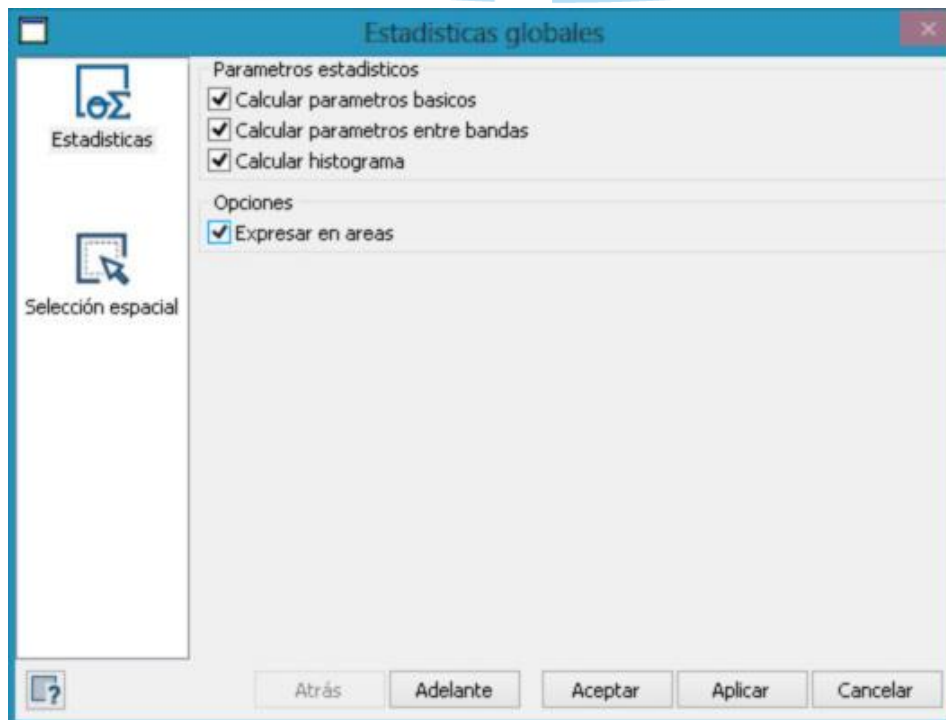 Estadisticas globales
Estadisticas
Selección espacial
Parametros estadisticos
Calcular parametros basicos
Calcular parametros entre bandas
Calcular histograma
Opciones
Expresar en areas
Atrás
Adelante
Aceptar
Aplicar
Cancelar